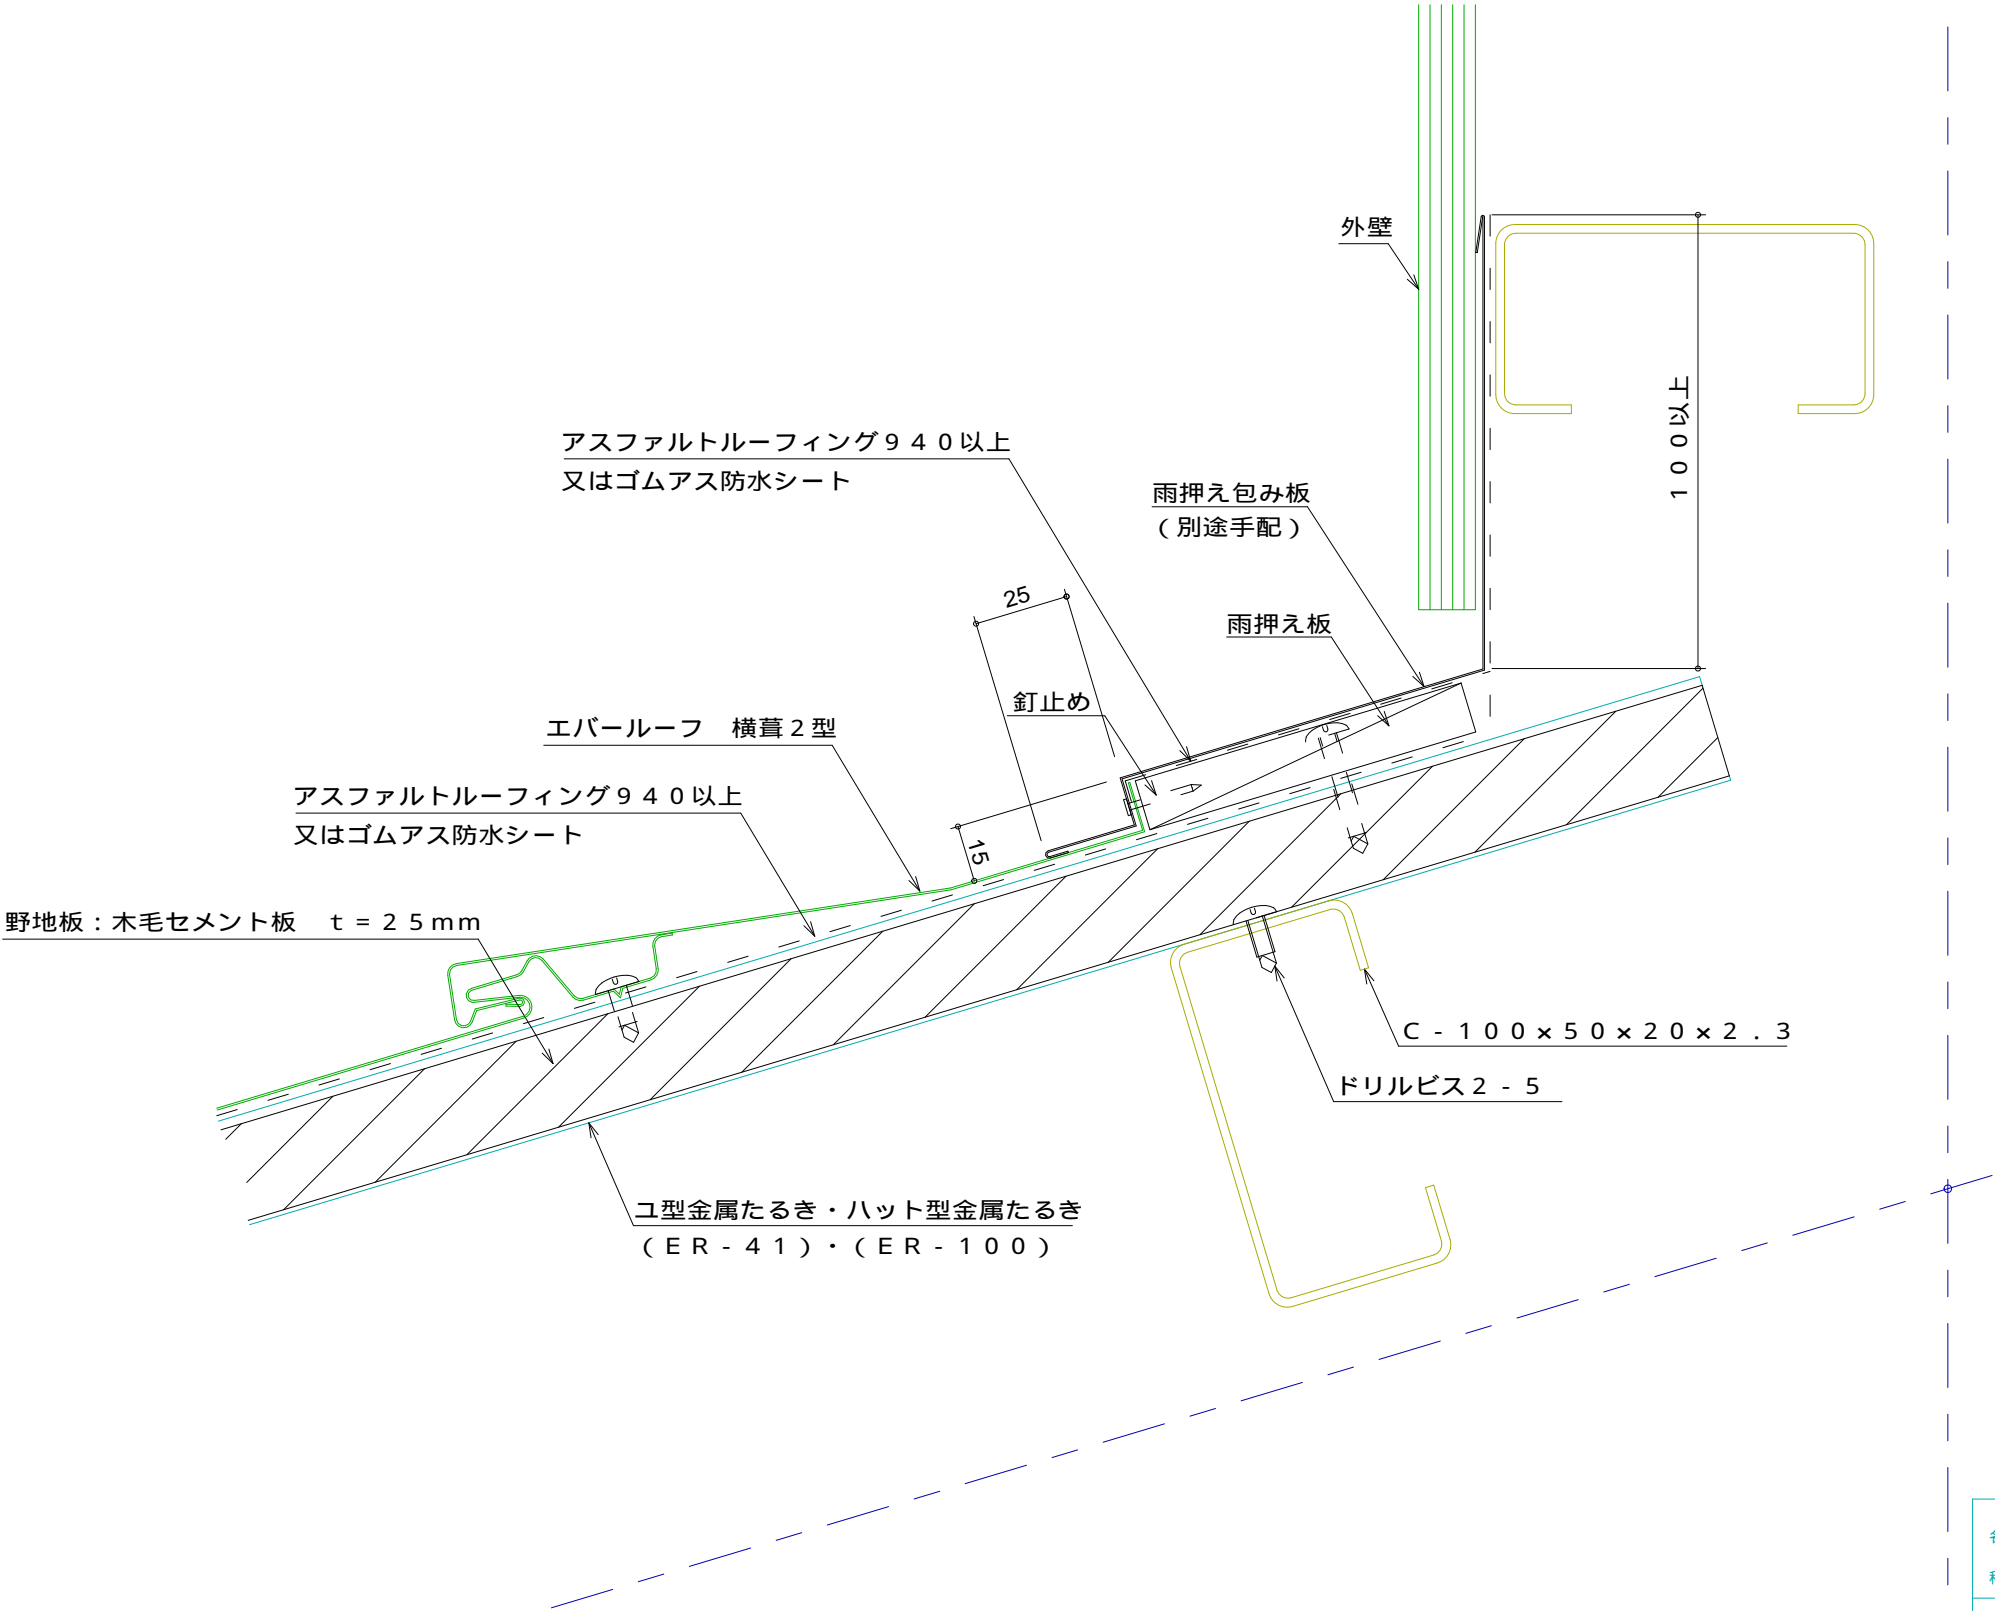 外壁
100以上
アスファルトルーフィング940以上
又はゴムアス防水シート
雨押え包み板
(別途手配)
25
雨押え板
釘止め
エバールーフ 横葺2型
アスファルトルーフィング940以上
又はゴムアス防水シート
15
野地板:木毛セメント板 t=25mm
C-100×50×20×2.3
ドリルビス2-5
ユ型金属たるき・ハット型金属たるき
(ER-41)・(ER-100)